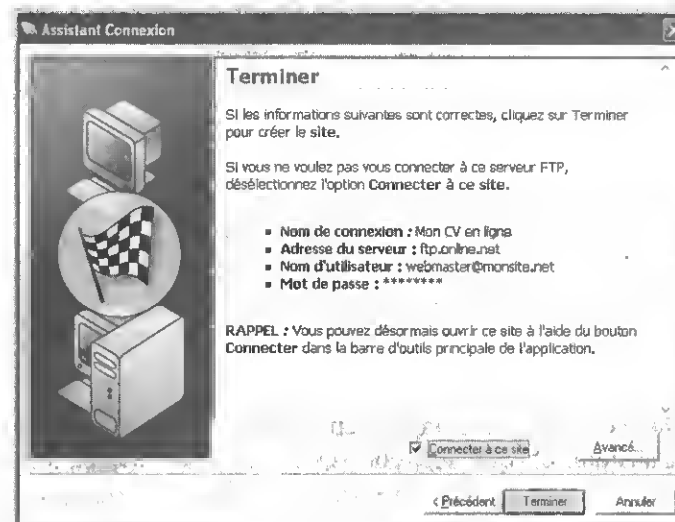 Assistant Connexion
Terminer
Si les informations suivantes sont correctes, cliquez sur Terminer
pour créer le site.
Si vous ne voulez pas vous connecter à ce serveur FTP,
désélectionnez l'option Connecter à ce site.
▪ Nom de connexion : Mon CV en ligne
▪ Adresse du serveur : ftp.online.net
▪ Nom d'utilisateur : webmaster@monsite.net
▪ Mot de passe : ********
RAPPEL : Vous pouvez désormais ouvrir ce site à l'aide du bouton
Connecter dans la barre d'outils principale de l'application.
Connecter à ce site Avancé...
< Précédent Terminer Annuler